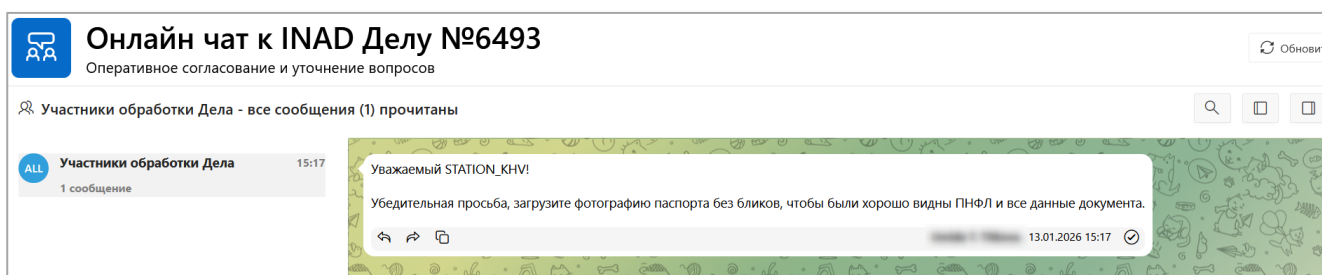 Онлайн чат к INAD Делу №6493
Оперативное согласование и уточнение вопросов
Обновит
Участники обработки Дела - все сообщения (1) прочитаны
ALL
Участники обработки Дела 15:17
1 сообщение
Уважаемый STATION_KHV!
Убедительная просьба, загрузите фотографию паспорта без бликов, чтобы были хорошо видны ПНФЛ и все данные документа.
13.01.2026 15:17